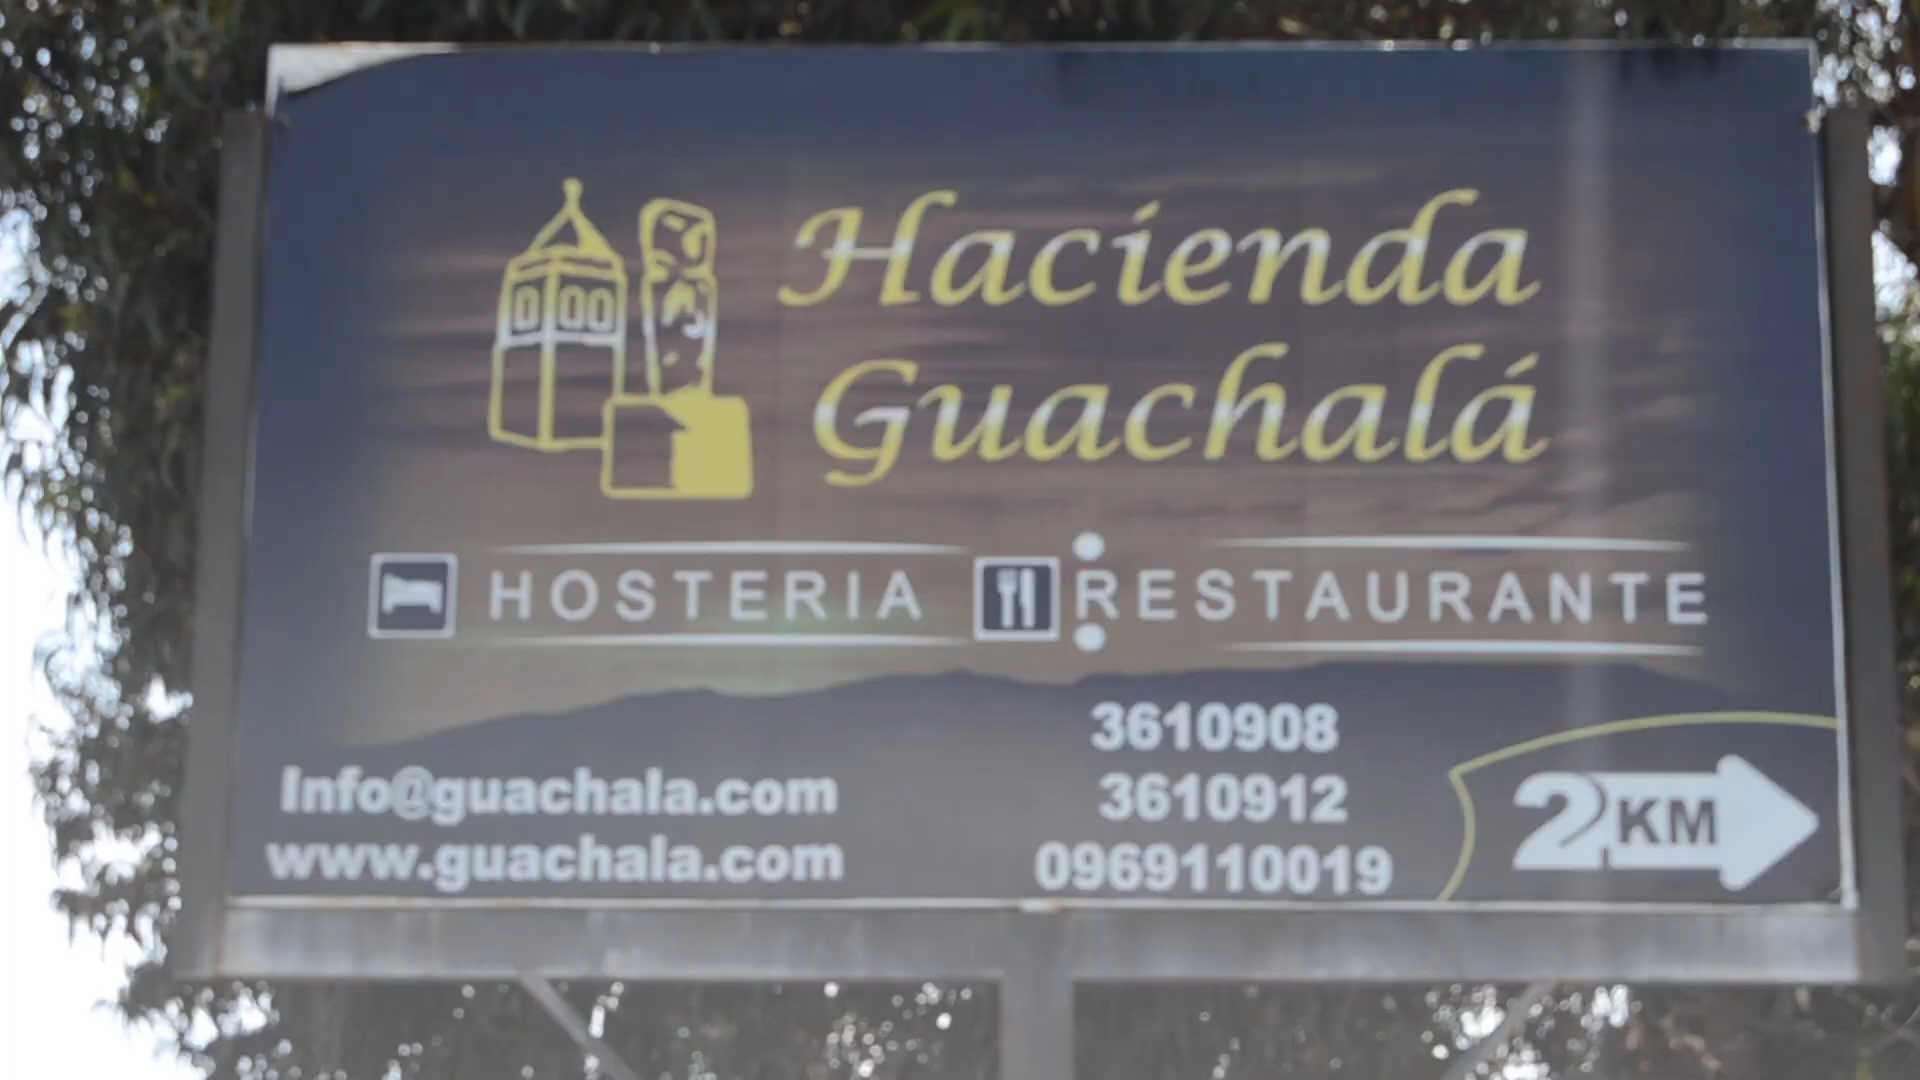 Hacienda
Guachalá
HOSTERIA RESTAURANTE
3610908
Info@guachala.com 3610912
www.guachala.com 0969110019
2 KM